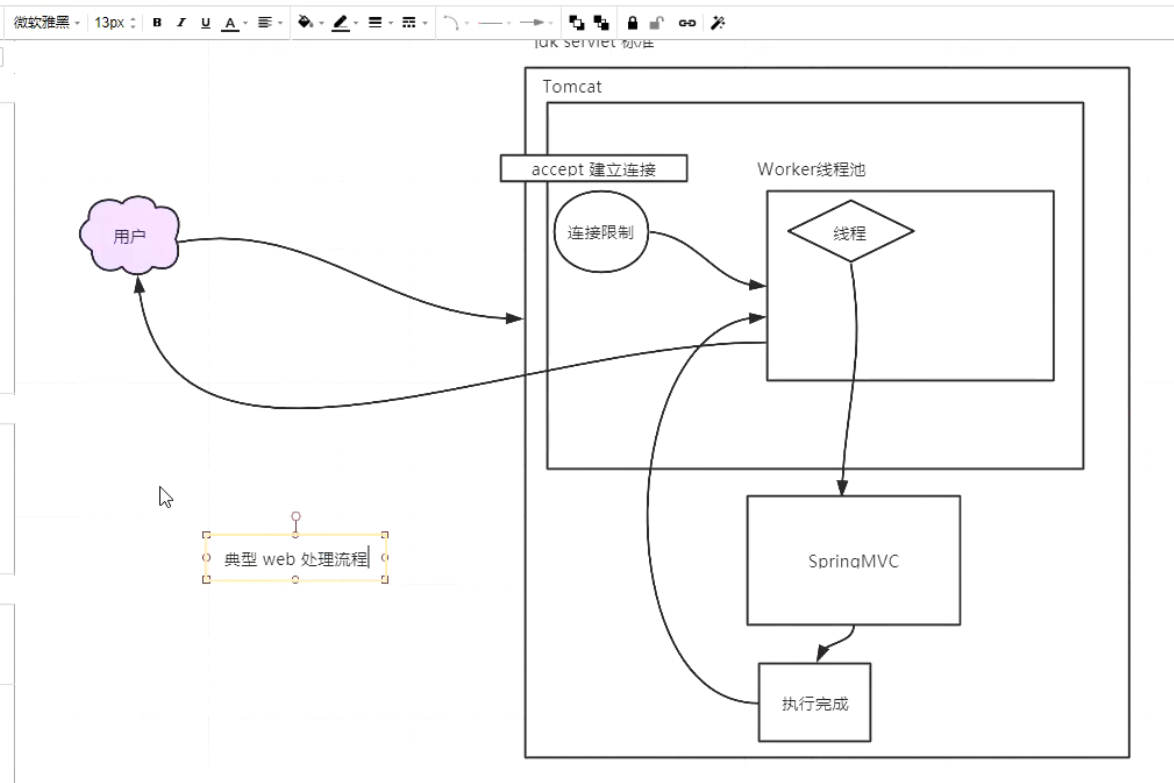 微软雅黑 13px B I U A
jdk servlet 标准
Tomcat
accept 建立连接
Worker线程池
用户
连接限制
线程
典型 web 处理流程
SpringMVC
执行完成